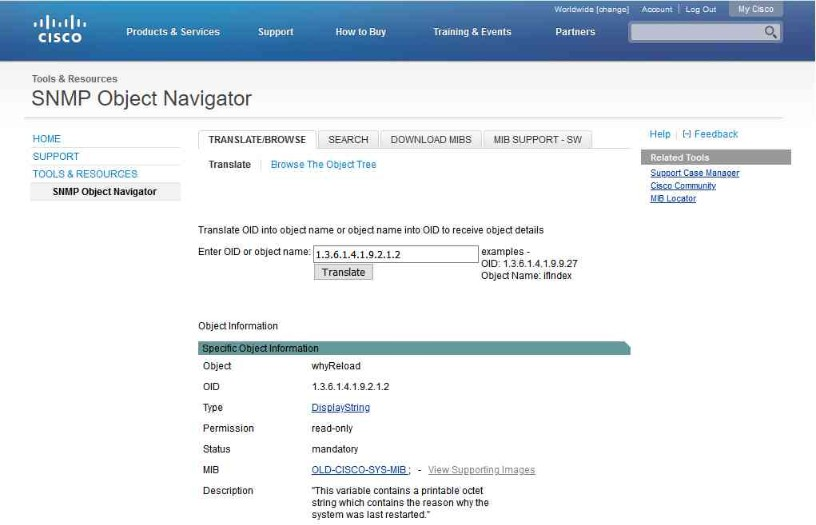 Worldwide [change] Account | Log Out My Cisco
CISCO
Products & Services Support How to Buy Training & Events Partners
Tools & Resources
SNMP Object Navigator
HOME
SUPPORT
TOOLS & RESOURCES
SNMP Object Navigator
TRANSLATE/BROWSE SEARCH DOWNLOAD MIBS MIB SUPPORT - SW
Translate | Browse The Object Tree
Help | [-] Feedback
Related Tools
Support Case Manager
Cisco Community
MIB Locator
Translate OID into object name or object name into OID to receive object details
Enter OID or object name: 1.3.6.1.4.1.9.2.1.2
Translate
examples -
OID: 1.3.6.1.4.1.9.9.27
Object Name: ifIndex
Object Information
Specific Object Information
Object whyReload
OID 1.3.6.1.4.1.9.2.1.2
Type DisplayString
Permission read-only
Status mandatory
MIB OLD-CISCO-SYS-MIB ; - View Supporting Images
Description "This variable contains a printable octet
string which contains the reason why the
system was last restarted."